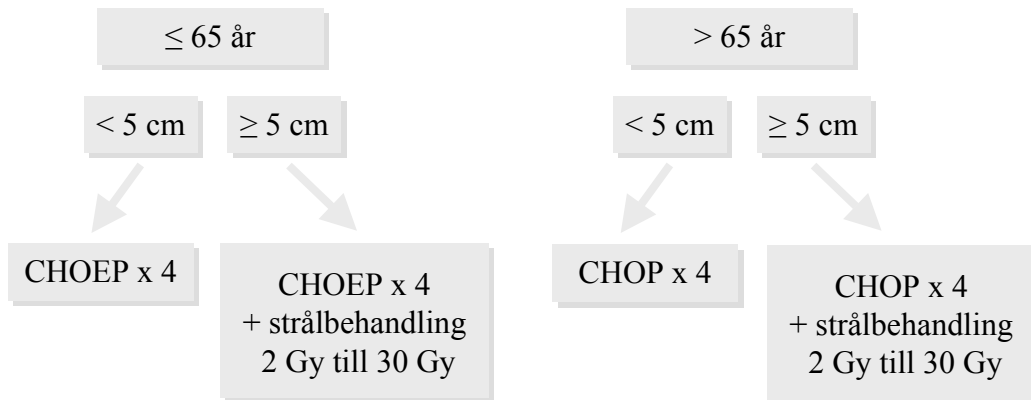 ≤ 65 år
> 65 år
< 5 cm
≥ 5 cm
< 5 cm
≥ 5 cm
CHOEP x 4
CHOEP x 4
+ strålbehandling
2 Gy till 30 Gy
CHOP x 4
CHOP x 4
+ strålbehandling
2 Gy till 30 Gy